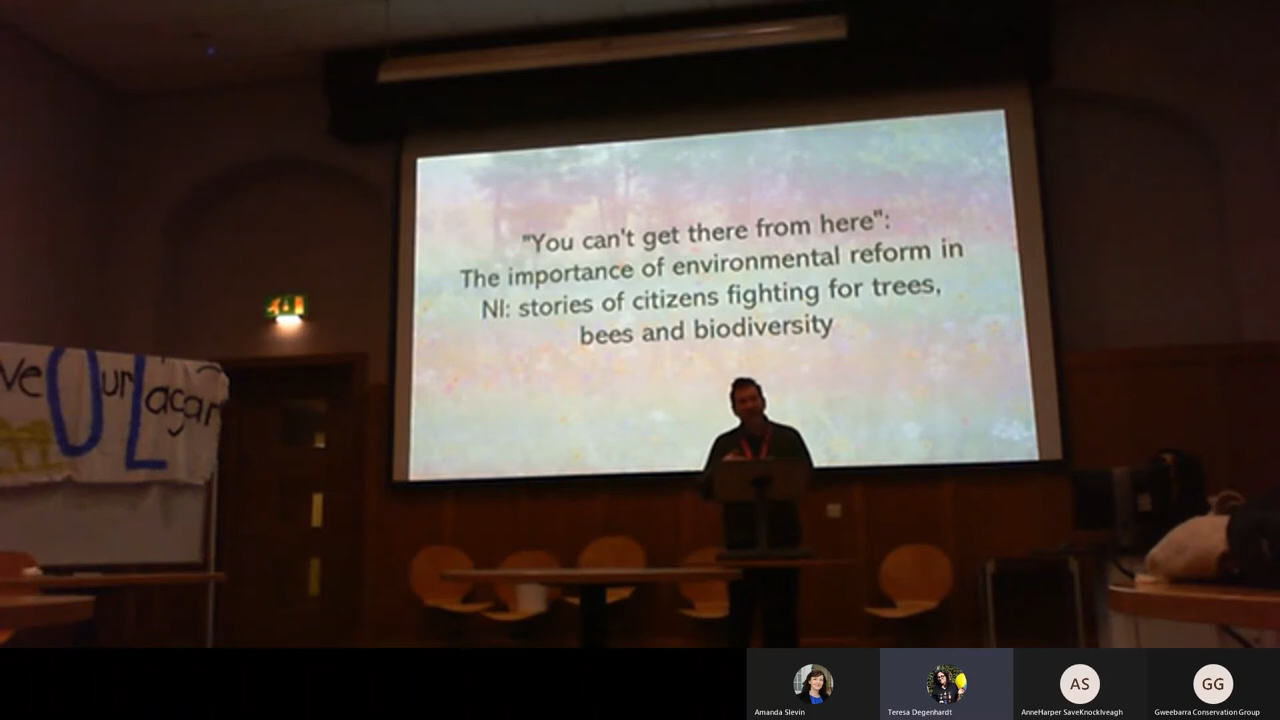 "You can't get there from here":
The importance of environmental reform in
NI: stories of citizens fighting for trees,
bees and biodiversity
ve Our Lagan
AS
GG
Amanda Slevin
Teresa Degenhardt
AnneHarper SaveKnockIveagh
Gweebarra Conservation Group